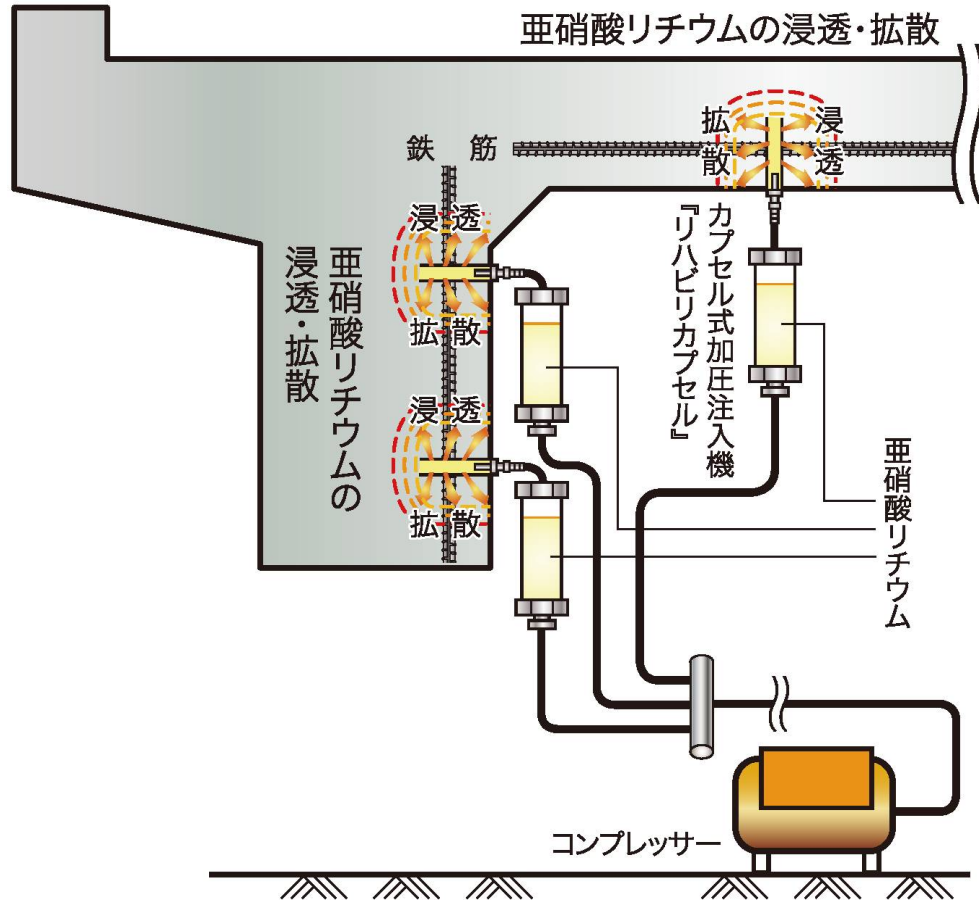 亜硝酸リチウムの浸透・拡散
拡 浸
散 透
鉄 筋
浸 透
拡 散
亜硝酸リチウムの
浸透・拡散
浸 透
拡 散
カプセル式加圧注入機
『リハビリカプセル』
亜硝酸リチウム
コンプレッサー